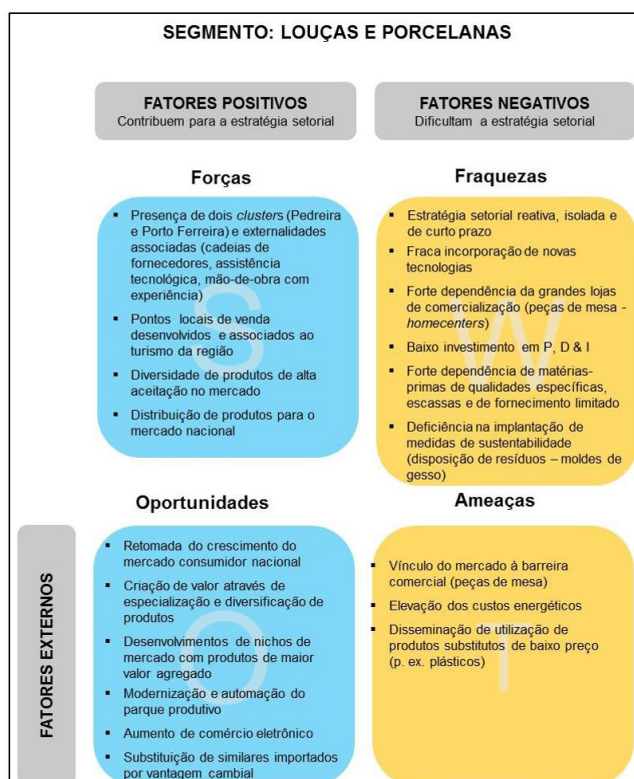 SEGMENTO: LOUÇAS E PORCELANAS
FATORES POSITIVOS
Contribuem para a estratégia setorial
FATORES NEGATIVOS
Dificultam a estratégia setorial
Forças
▪ Presença de dois clusters (Pedreira
e Porto Ferreira) e externalidades
associadas (cadeias de
fornecedores, assistência
tecnológica, mão-de-obra com
experiência)
▪ Pontos locais de venda
desenvolvidos e associados ao
turismo da região
▪ Diversidade de produtos de alta
aceitação no mercado
▪ Distribuição de produtos para o
mercado nacional
S
Fraquezas
▪ Estratégia setorial reativa, isolada e
de curto prazo
▪ Fraca incorporação de novas
tecnologias
▪ Forte dependência da grandes lojas
de comercialização (peças de mesa -
homecenters)
▪ Baixo investimento em P, D & I
▪ Forte dependência de matérias-
primas de qualidades específicas,
escassas e de fornecimento limitado
▪ Deficiência na implantação de
medidas de sustentabilidade
(disposição de resíduos – moldes de
gesso)
W
FATORES EXTERNOS
Oportunidades
▪ Retomada do crescimento do
mercado consumidor nacional
▪ Criação de valor através de
especialização e diversificação de
produtos
▪ Desenvolvimentos de nichos de
mercado com produtos de maior
valor agregado
▪ Modernização e automação do
parque produtivo
▪ Aumento de comércio eletrônico
▪ Substituição de similares importados
por vantagem cambial
O
Ameaças
▪ Vínculo do mercado à barreira
comercial (peças de mesa)
▪ Elevação dos custos energéticos
▪ Disseminação de utilização de
produtos substitutos de baixo preço
(p. ex. plásticos)
T